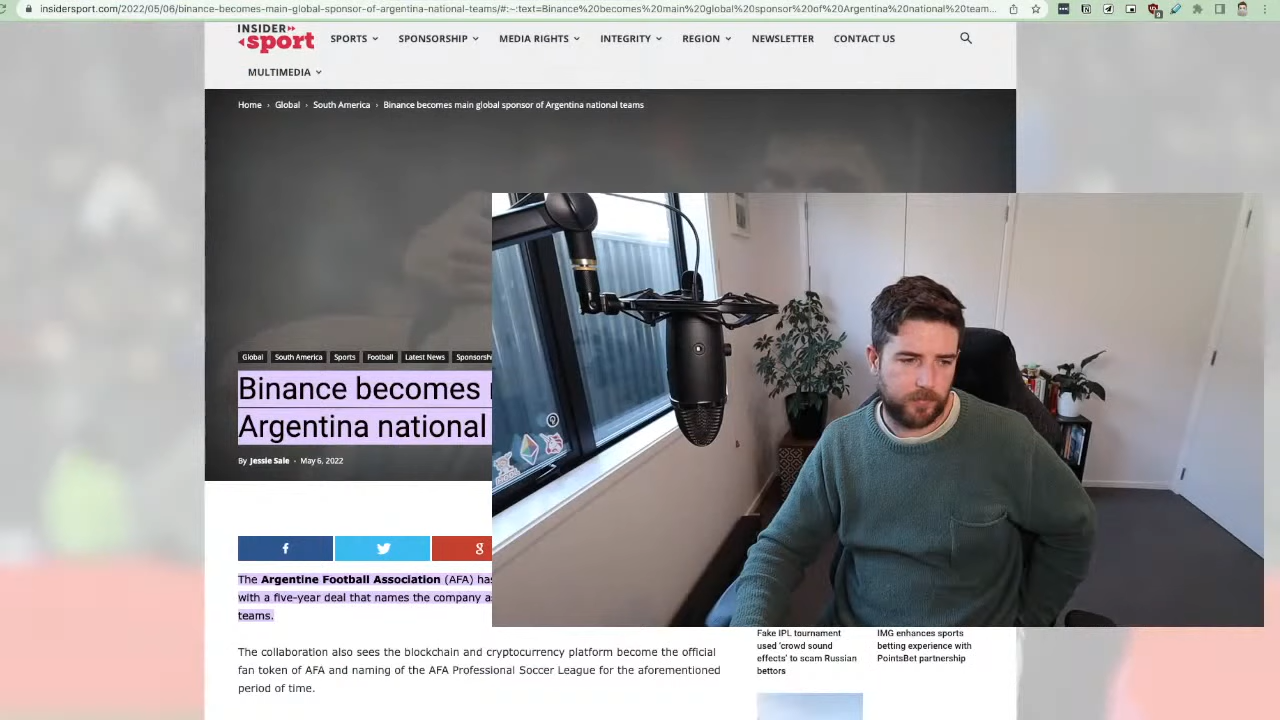 insidersport.com/2022/05/06/binance-becomes-main-global-sponsor-of-argentina-national-teams/#:~:text=Binance%20becomes%20main%20global%20sponsor%20of%20Argentina%20national%20team...
INSIDER
sport
SPORTS
SPONSORSHIP
MEDIA RIGHTS
INTEGRITY
REGION
NEWSLETTER
CONTACT US
MULTIMEDIA
Home › Global › South America › Binance becomes main global sponsor of Argentina national teams
Global
South America
Sports
Football
Latest News
Binance becomes
Argentina national
By Jessie Sale - May 6, 2022
The Argentine Football Association (AFA) has
with a five-year deal that names the company as
teams.
The collaboration also sees the blockchain and cryptocurrency platform become the official
fan token of AFA and naming of the AFA Professional Soccer League for the aforementioned
period of time.
Fake IPL tournament
used ‘crowd sound
effects’ to scam Russian
bettors
IMG enhances sports
betting experience with
PointsBet partnership